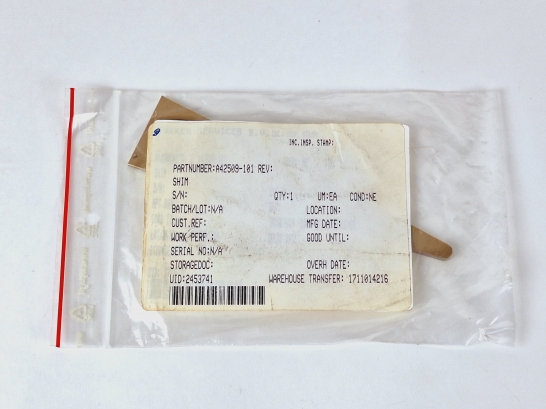 INC.INSP. STAMP:
PARTNUMBER:A42509-101 REV:
SHIM
S/N: QTY:1 UM:EA COND:NE
BATCH/LOT:N/A LOCATION:
CUST.REF: MFG DATE:
WORK PERF.: GOOD UNTIL:
SERIAL NO:N/A
STORAGEDOC: OVERH DATE:
UID:2453741 WAREHOUSE TRANSFER: 1711014216